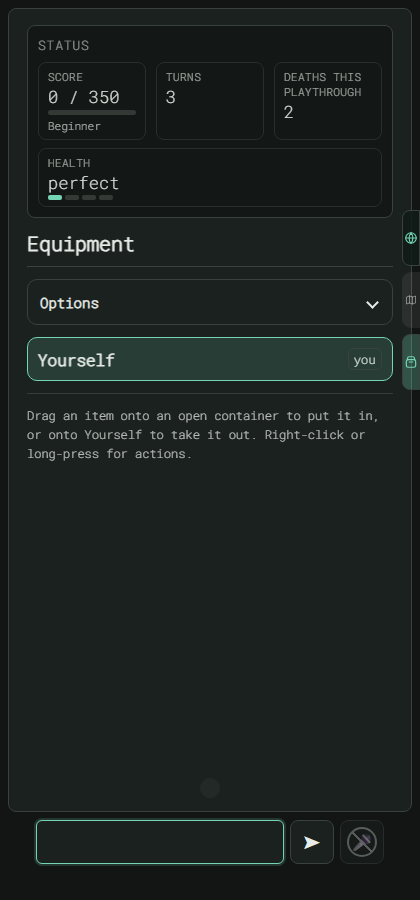 STATUS
SCORE
0 / 350
Beginner
TURNS
3
DEATHS THIS
PLAYTHROUGH
2
HEALTH
perfect
Equipment
Options
Yourself
you
Drag an item onto an open container to put it in,
or onto Yourself to take it out. Right-click or
long-press for actions.